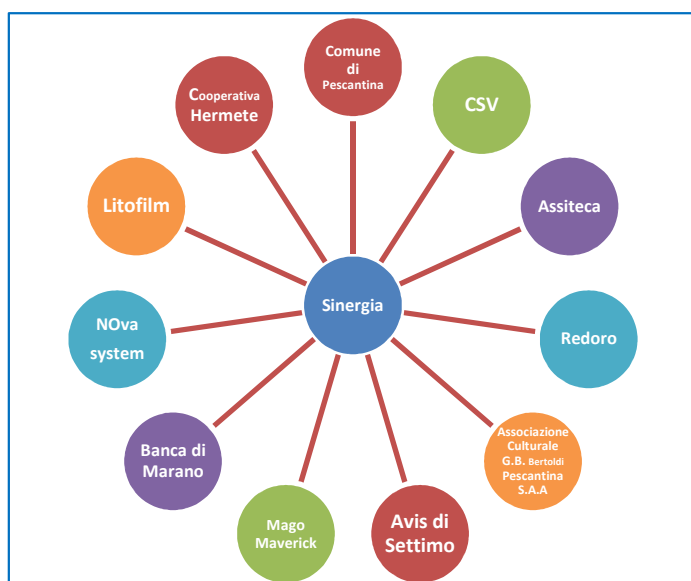 Comune
di
Pescantina
CSV
Assiteca
Redoro
Associazione
Culturale
G.B. Bertoldi
Pescantina
S.A.A
Avis di
Settimo
Mago
Maverick
Banca di
Marano
NOva
system
Litofilm
Cooperativa
Hermete
Sinergia